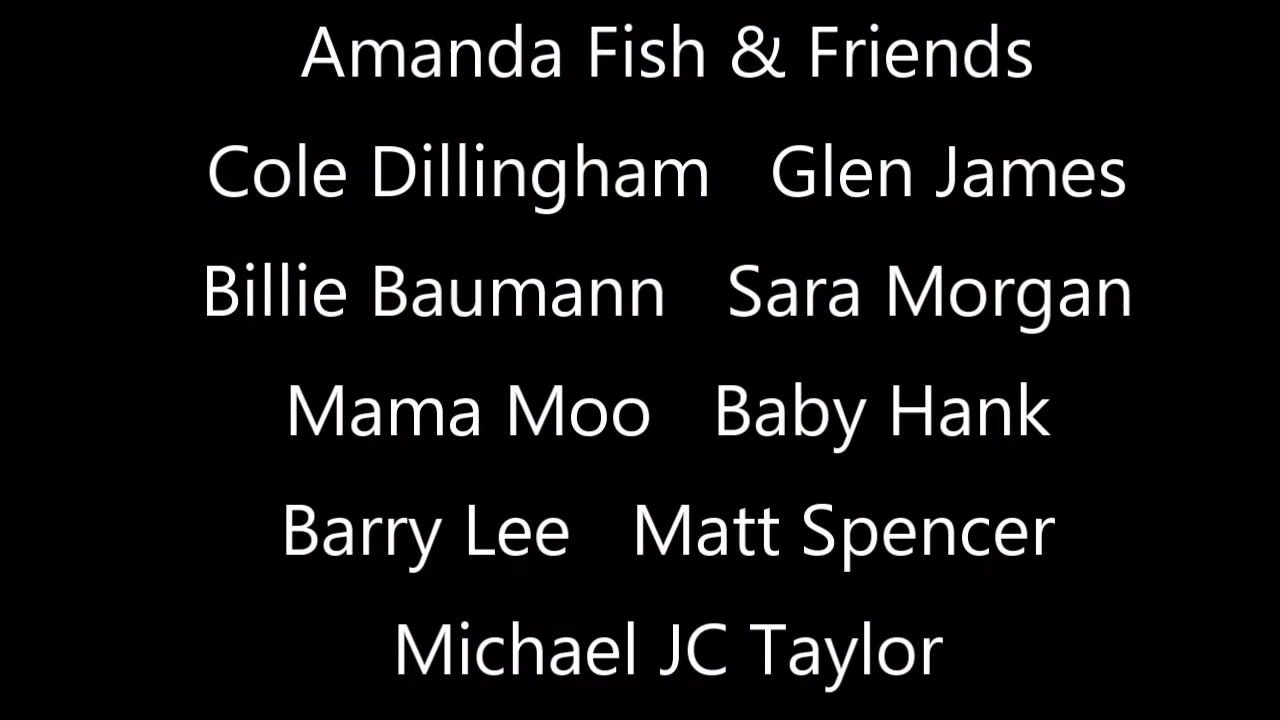 Amanda Fish & Friends
Cole Dillingham   Glen James
Billie Baumann   Sara Morgan
Mama Moo   Baby Hank
Barry Lee   Matt Spencer
Michael JC Taylor